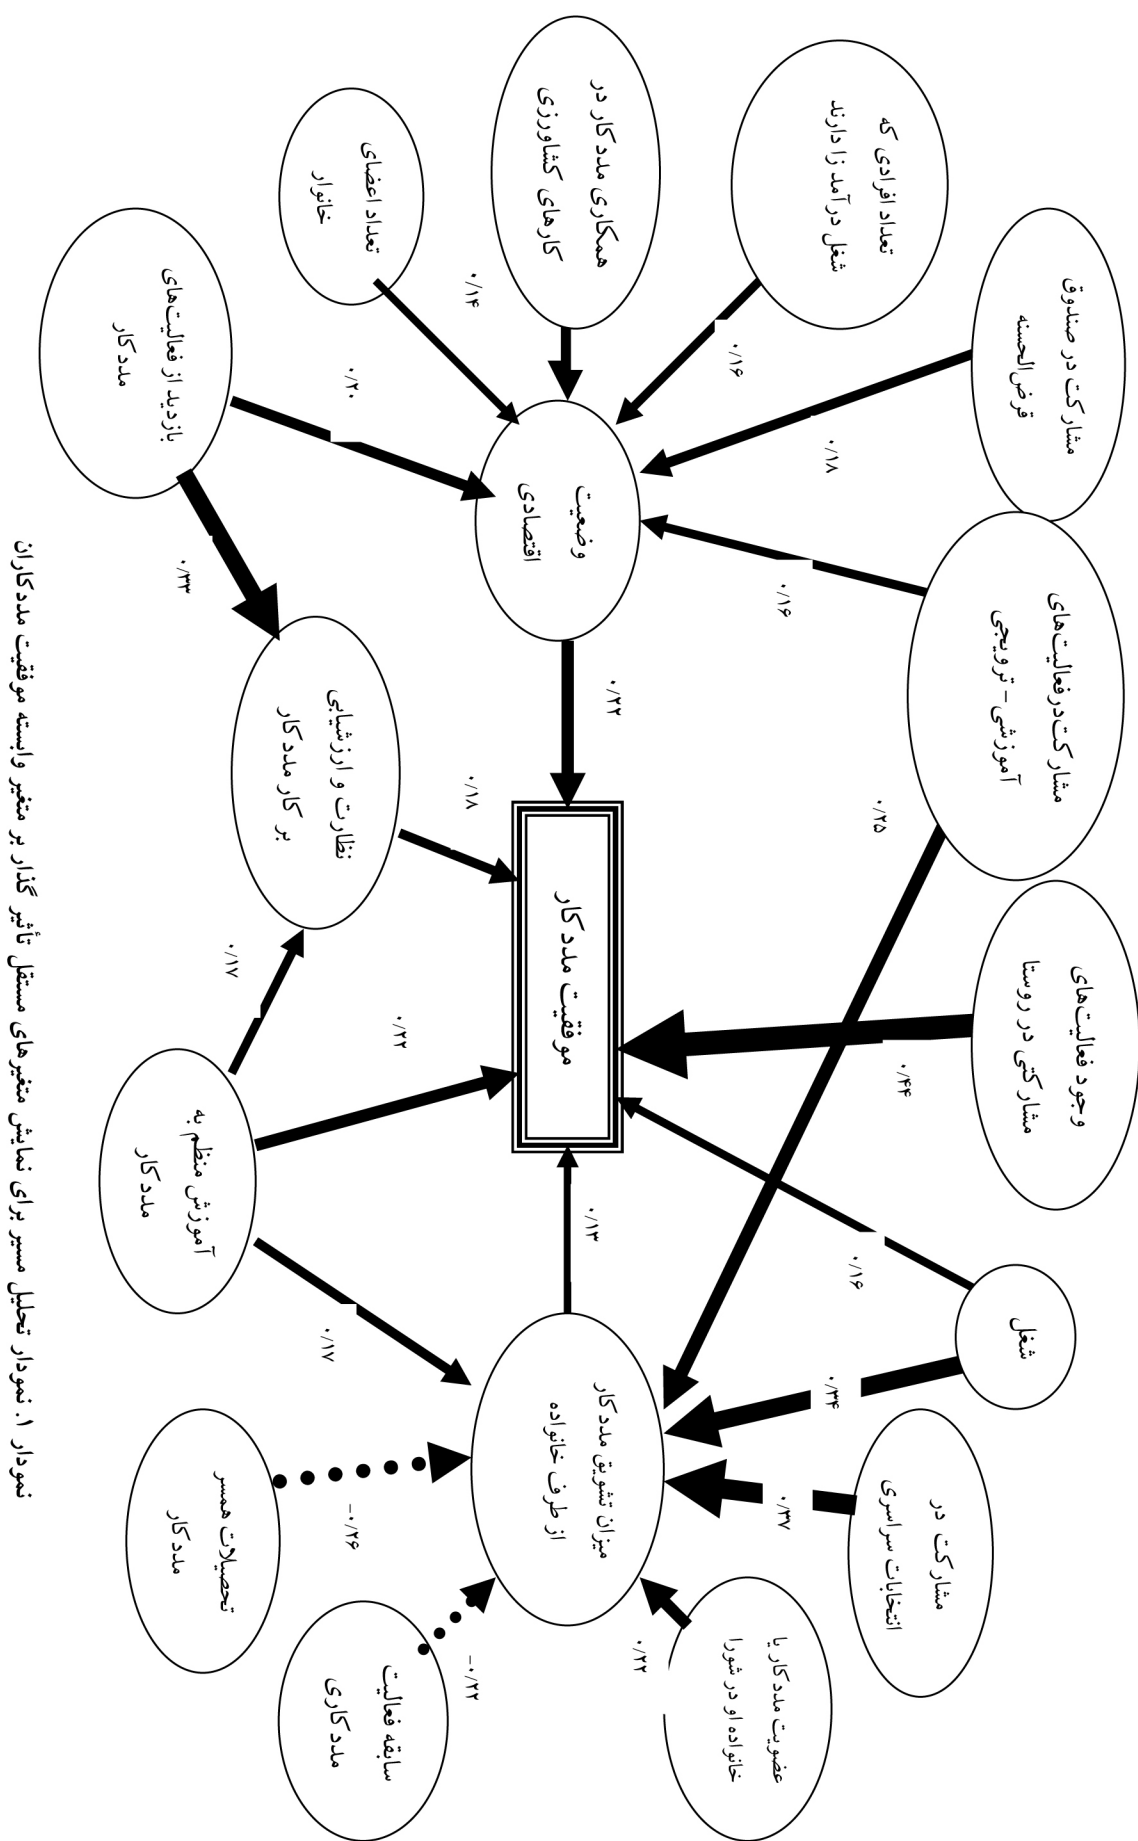 تعداد افرادی که
شغل درآمد زا دارند
مشارکت در صندوق
قرض‌الحسنه
مشارکت درفعالیت‌های
آموزشی - ترویجی
وجود فعالیت‌های
مشارکتی در روستا
شغل
مشارکت در
انتخابات سراسری
عضویت مددکار یا
خانواده او در شورا
همکاری مددکار در
کارهای کشاورزی
تعداد اعضای
خانوار
بازدید از فعالیت‌های
مددکار
وضعیت
اقتصادی
نظارت و ارزشیابی
بر کار مددکار
موفقیت مددکار
آموزش منظم به
مددکار
میزان تشویق مددکار
از طرف خانواده
تحصیلات همسر
مددکار
سابقه فعالیت
مددکاری
۰/۱۶
۰/۱۸
۰/۱۶
۰/۲۵
۰/۴۴
۰/۱۶
۰/۳۴
۰/۳۷
۰/۲۲
۰/۱۴
۰/۲۰
۰/۳۳
۰/۲۲
۰/۱۸
۰/۱۷
۰/۲۲
۰/۱۳
۰/۱۷
-۰/۲۶
-۰/۲۲
نمودار ۱. نمودار تحلیل مسیر برای نمایش متغیرهای مستقل تأثیر گذار بر متغیر وابسته موفقیت مددکاران